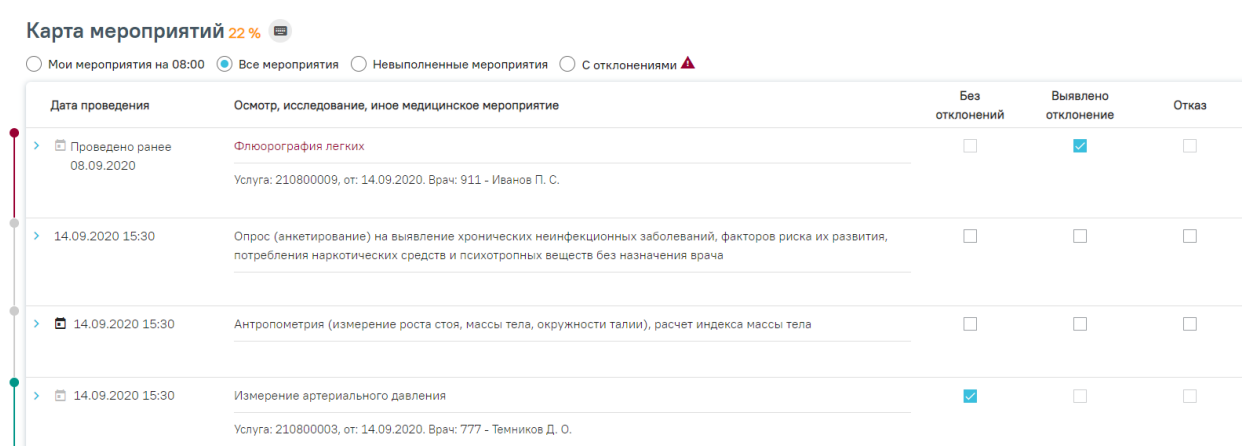 Карта мероприятий 22 %
Мои мероприятия на 08:00 Все мероприятия Невыполненные мероприятия С отклонениями
Дата проведения Осмотр, исследование, иное медицинское мероприятие Без отклонений Выявлено отклонение Отказ
Проведено ранее Флюорография легких
08.09.2020
Услуга: 210800009, от: 14.09.2020. Врач: 911 - Иванов П. С.
14.09.2020 15:30 Опрос (анкетирование) на выявление хронических неинфекционных заболеваний, факторов риска их развития,
потребления наркотических средств и психотропных веществ без назначения врача
14.09.2020 15:30 Антропометрия (измерение роста стоя, массы тела, окружности талии), расчет индекса массы тела
14.09.2020 15:30 Измерение артериального давления
Услуга: 210800003, от: 14.09.2020. Врач: 777 - Темников Д. О.